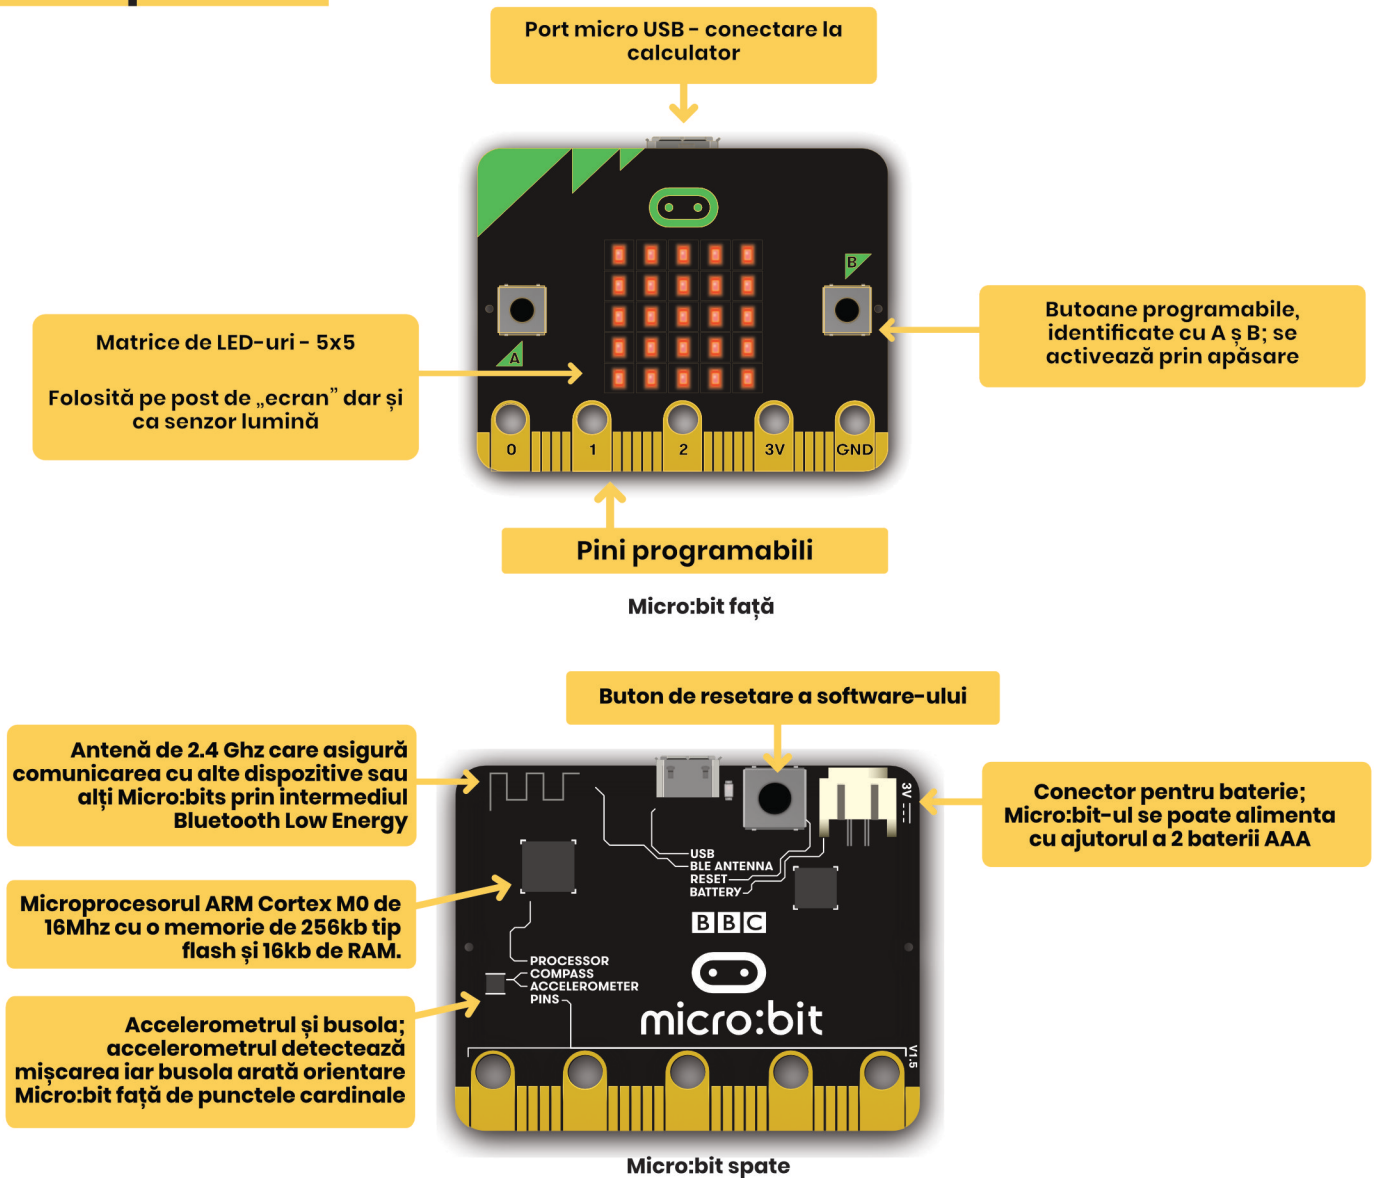 Port micro USB - conectare la
calculator
B
A
Matrice de LED-uri - 5x5
Folosită pe post de „ecran” dar și
ca senzor lumină
Butoane programabile,
identificate cu A ș B; se
activează prin apăsare
0 1 2 3V GND
Pini programabili
Micro:bit față
Buton de resetare a software-ului
Antenă de 2.4 Ghz care asigură
comunicarea cu alte dispozitive sau
alți Micro:bits prin intermediul
Bluetooth Low Energy
3V
Conector pentru baterie;
Micro:bit-ul se poate alimenta
cu ajutorul a 2 baterii AAA
USB
BLE ANTENNA
RESET
BATTERY
Microprocesorul ARM Cortex M0 de
16Mhz cu o memorie de 256kb tip
flash și 16kb de RAM.
BBC
PROCESSOR
COMPASS
ACCELEROMETER
PINS
micro:bit
V1.5
Accelerometrul și busola;
accelerometrul detectează
mișcarea iar busola arată orientare
Micro:bit față de punctele cardinale
Micro:bit spate